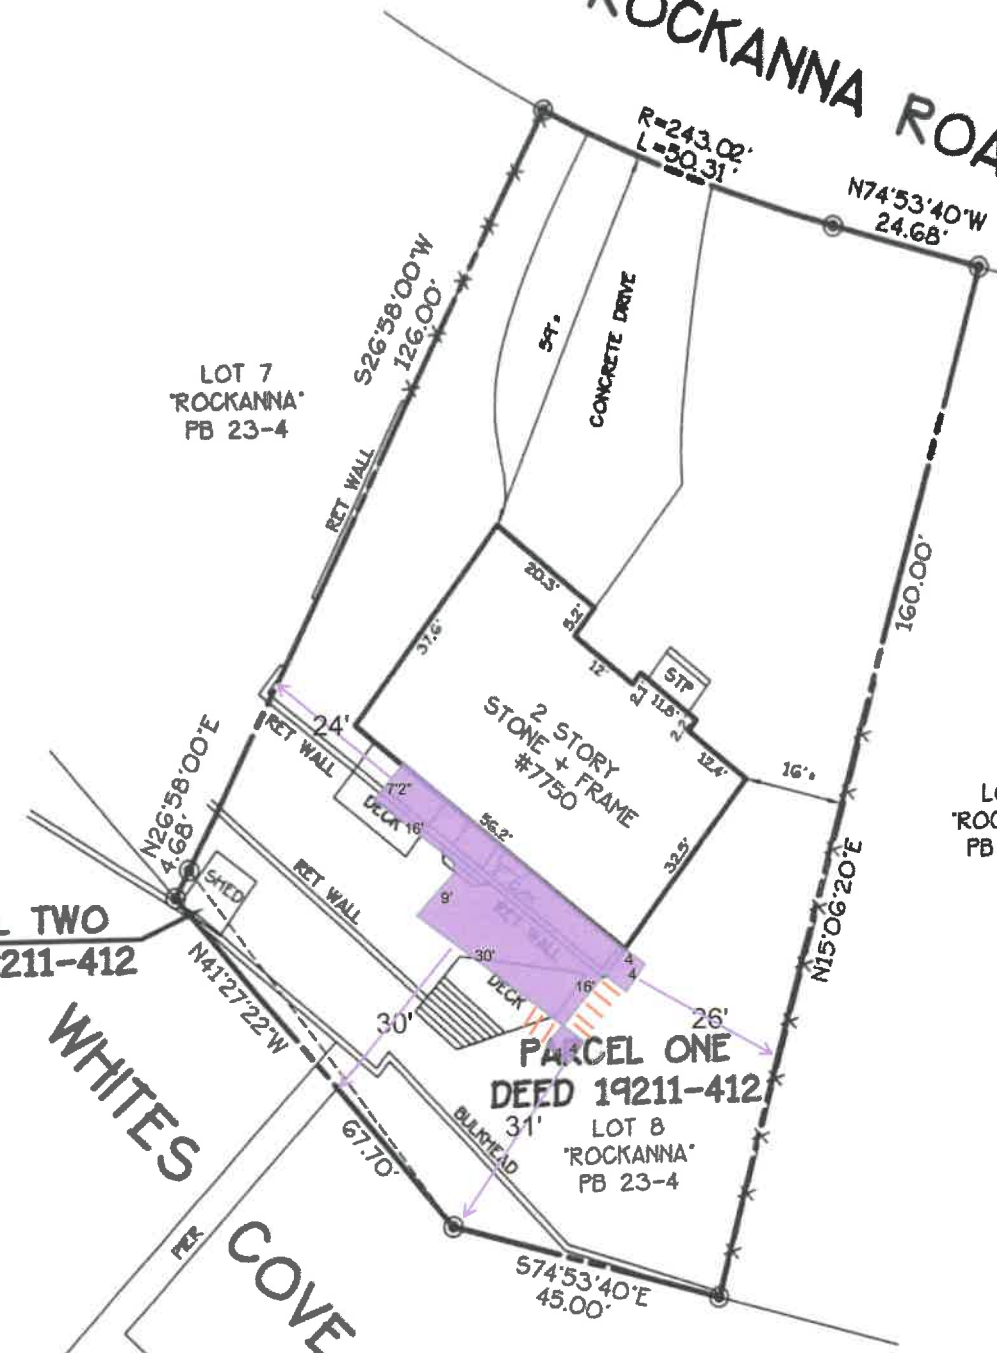 ROCKANNA ROA
R=243.02'
L=50.31'
N74°53'40"W
24.68'
S26°58'00"W
126.00'
59'±
CONCRETE DRIVE
LOT 7
"ROCKANNA"
PB 23-4
RET WALL
160.00'
20.3'
5.2'
37.6'
12'
2.7'
STP
11.8'
2.2'
12.4'
16'±
2 STORY
STONE + FRAME
#7750
24'
RET WALL
N26°58'00"E
4.68'
7'2"
DECK
16'
56.2'
32.5'
LO
"ROC
PB
SHED
RET WALL
9'
RET WALL
N15°06'20"E
L TWO
211-412
30'
DECK
16'
4
4
N41°27'22"W
30'
26'
PARCEL ONE
DEED 19211-412
31'
LOT 8
"ROCKANNA"
PB 23-4
BULKHEAD
67.70'
WHITES
COVE
PIER
S74°53'40"E
45.00'